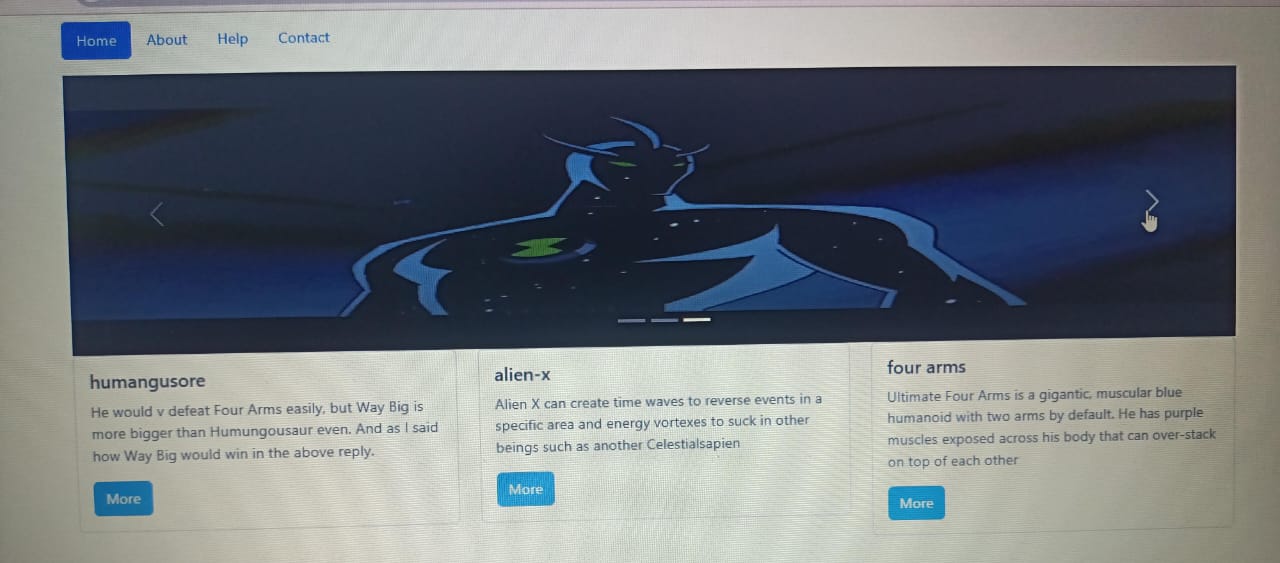 Home About Help Contact
humangusore
He would v defeat Four Arms easily, but Way Big is
more bigger than Humungousaur even. And as I said
how Way Big would win in the above reply.
More
alien-x
Alien X can create time waves to reverse events in a
specific area and energy vortexes to suck in other
beings such as another Celestialsapien
More
four arms
Ultimate Four Arms is a gigantic, muscular blue
humanoid with two arms by default. He has purple
muscles exposed across his body that can over-stack
on top of each other
More